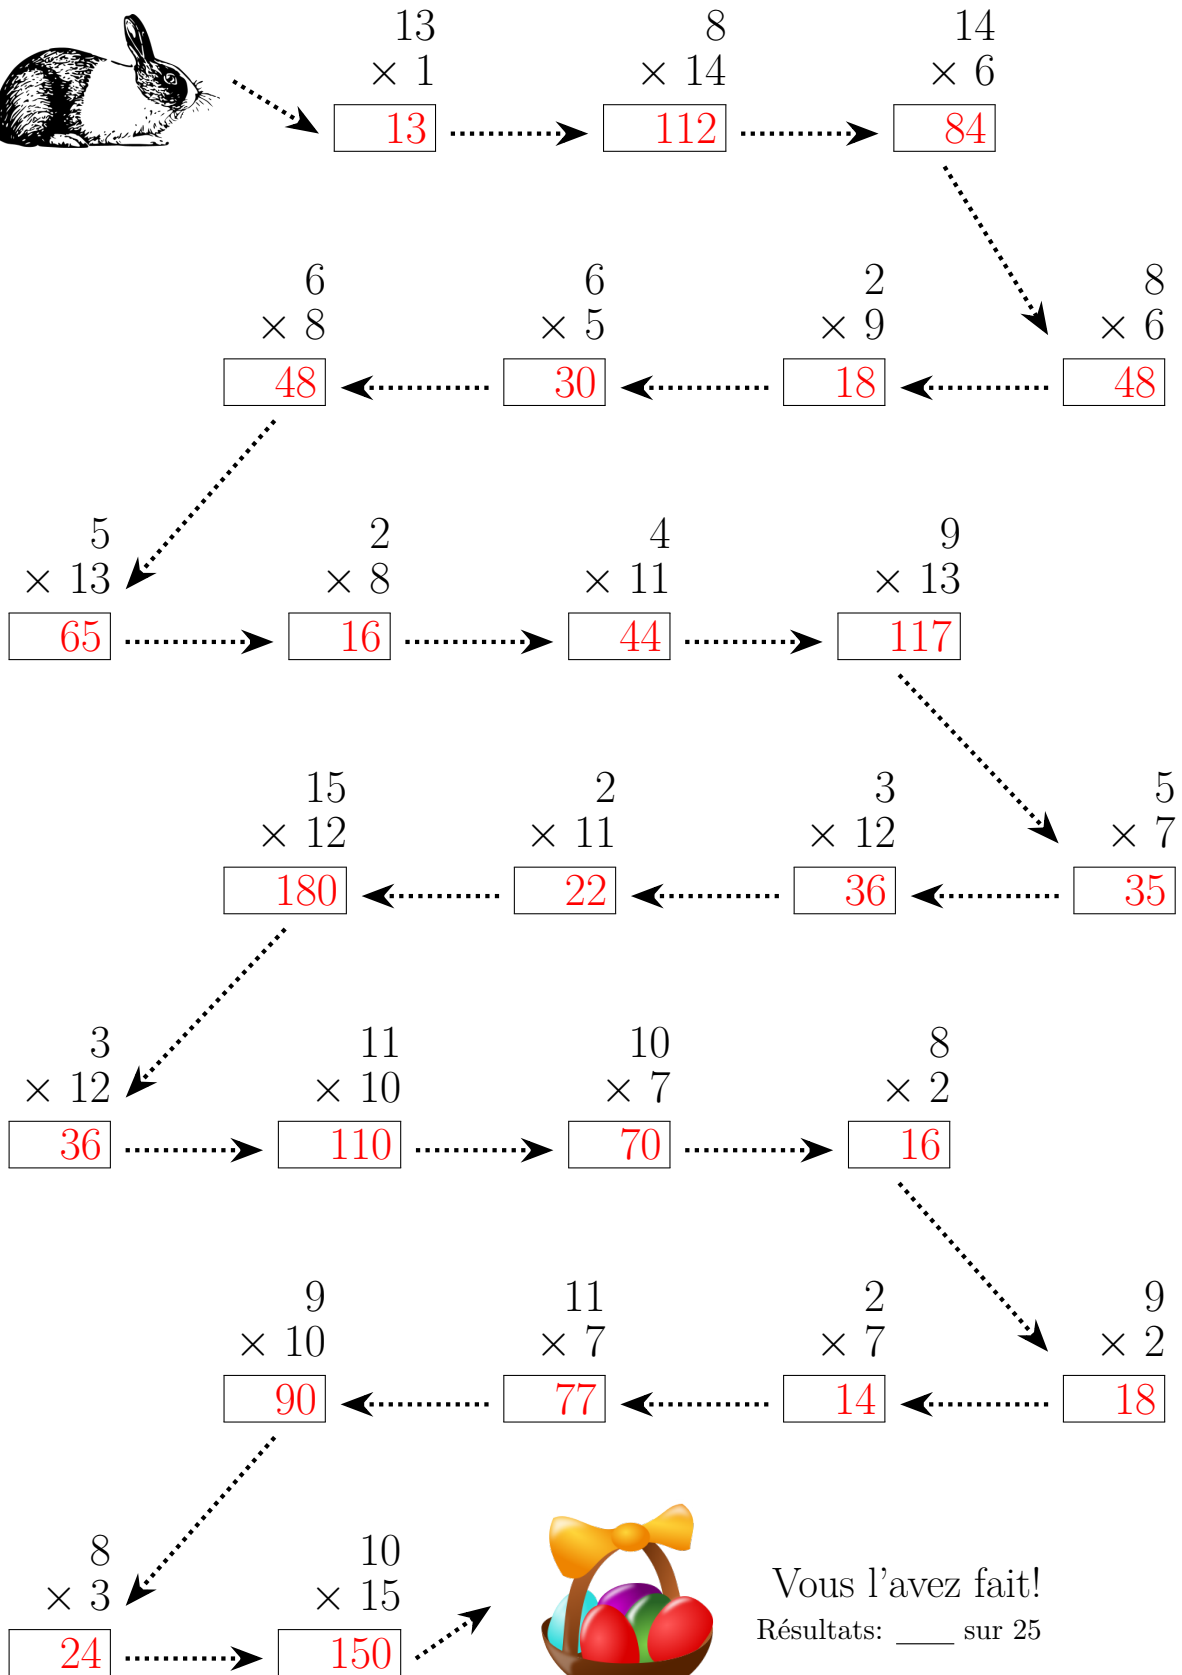 13 8 14
× 1 × 14 × 6
13 112 84
6 6 2 8
× 8 × 5 × 9 × 6
48 30 18 48
5 2 4 9
× 13 × 8 × 11 × 13
65 16 44 117
15 2 3 5
× 12 × 11 × 12 × 7
180 22 36 35
3 11 10 8
× 12 × 10 × 7 × 2
36 110 70 16
9 11 2 9
× 10 × 7 × 7 × 2
90 77 14 18
8 10
× 3 × 15
24 150
Vous l'avez fait!
Résultats: ____ sur 25